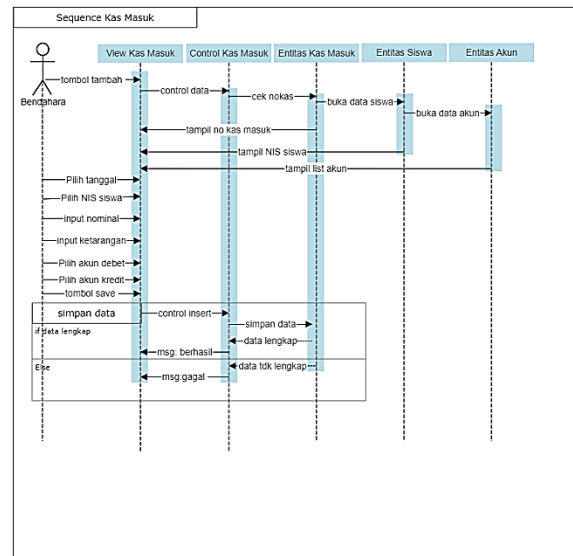 Sequence Kas Masuk
View Kas Masuk
Control Kas Masuk
Entitas Kas Masuk
Entitas Siswa
Entitas Akun
Bendahara
tombol tambah
control data
cek nokas
buka data siswa
buka data akun
tampil no kas masuk
tampil NIS siswa
tampil list akun
Pilih tanggal
Pilih NIS siswa
input nominal
input ketarangan
Pilih akun debet
Pilih akun kredit
tombol save
simpan data
control insert
simpan data
if data lengkap
data lengkap
msg: berhasil
Else
data tdk lengkap
msg:gagal